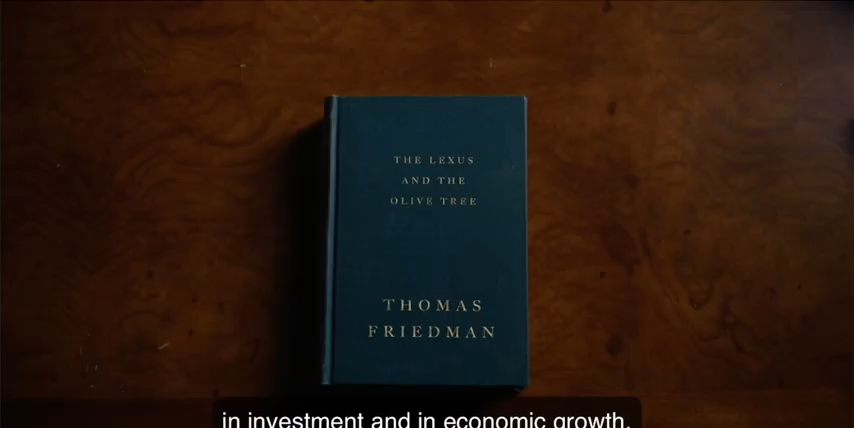 THE LEXUS
AND THE
OLIVE TREE
THOMAS
FRIEDMAN
in investment and in economic growth.